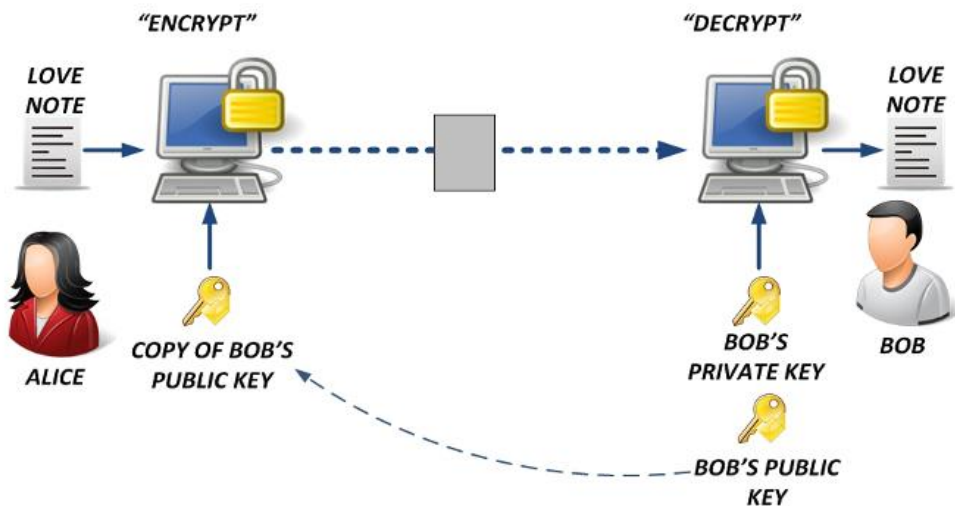 “ENCRYPT”
“DECRYPT”
LOVE
NOTE
LOVE
NOTE
ALICE
COPY OF BOB’S
PUBLIC KEY
BOB’S
PRIVATE KEY
BOB
BOB’S PUBLIC
KEY